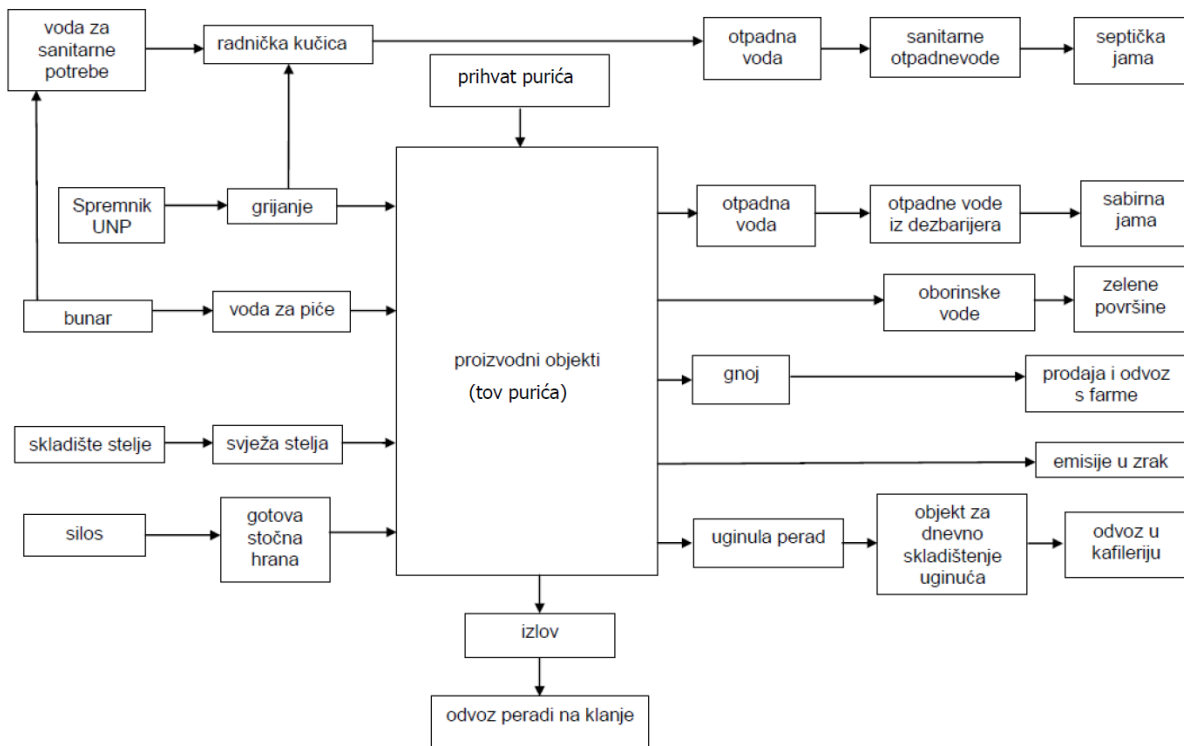 voda za
sanitarne
potrebe
radnička kučica
otpadna
voda
sanitarne
otpadnevode
septička
jama
prihvat purića
Spremnik
UNP
grijanje
otpadna
voda
otpadne vode
iz dezbarijera
sabirna
jama
bunar
voda za piće
oborinske
vode
zelene
površine
proizvodni objekti
(tov purića)
gnoj
prodaja i odvoz
s farme
skladište stelje
svježa stelja
emisije u zrak
silos
gotova
stočna
hrana
uginula perad
objekt za
dnevno
skladištenje
uginuća
odvoz u
kafileriju
izlov
odvoz peradi na klanje